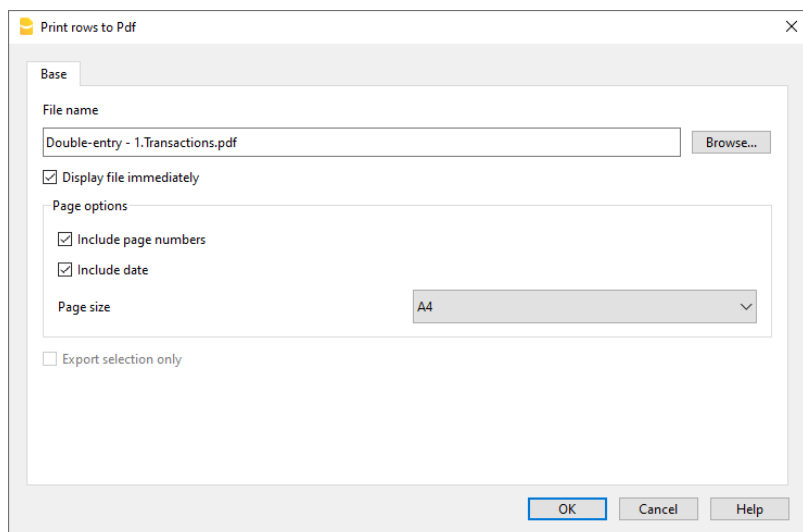 Print rows to Pdf
Base
File name
Double-entry - 1.Transactions.pdf
Browse...
Display file immediately
Page options
Include page numbers
Include date
Page size
A4
Export selection only
OK
Cancel
Help